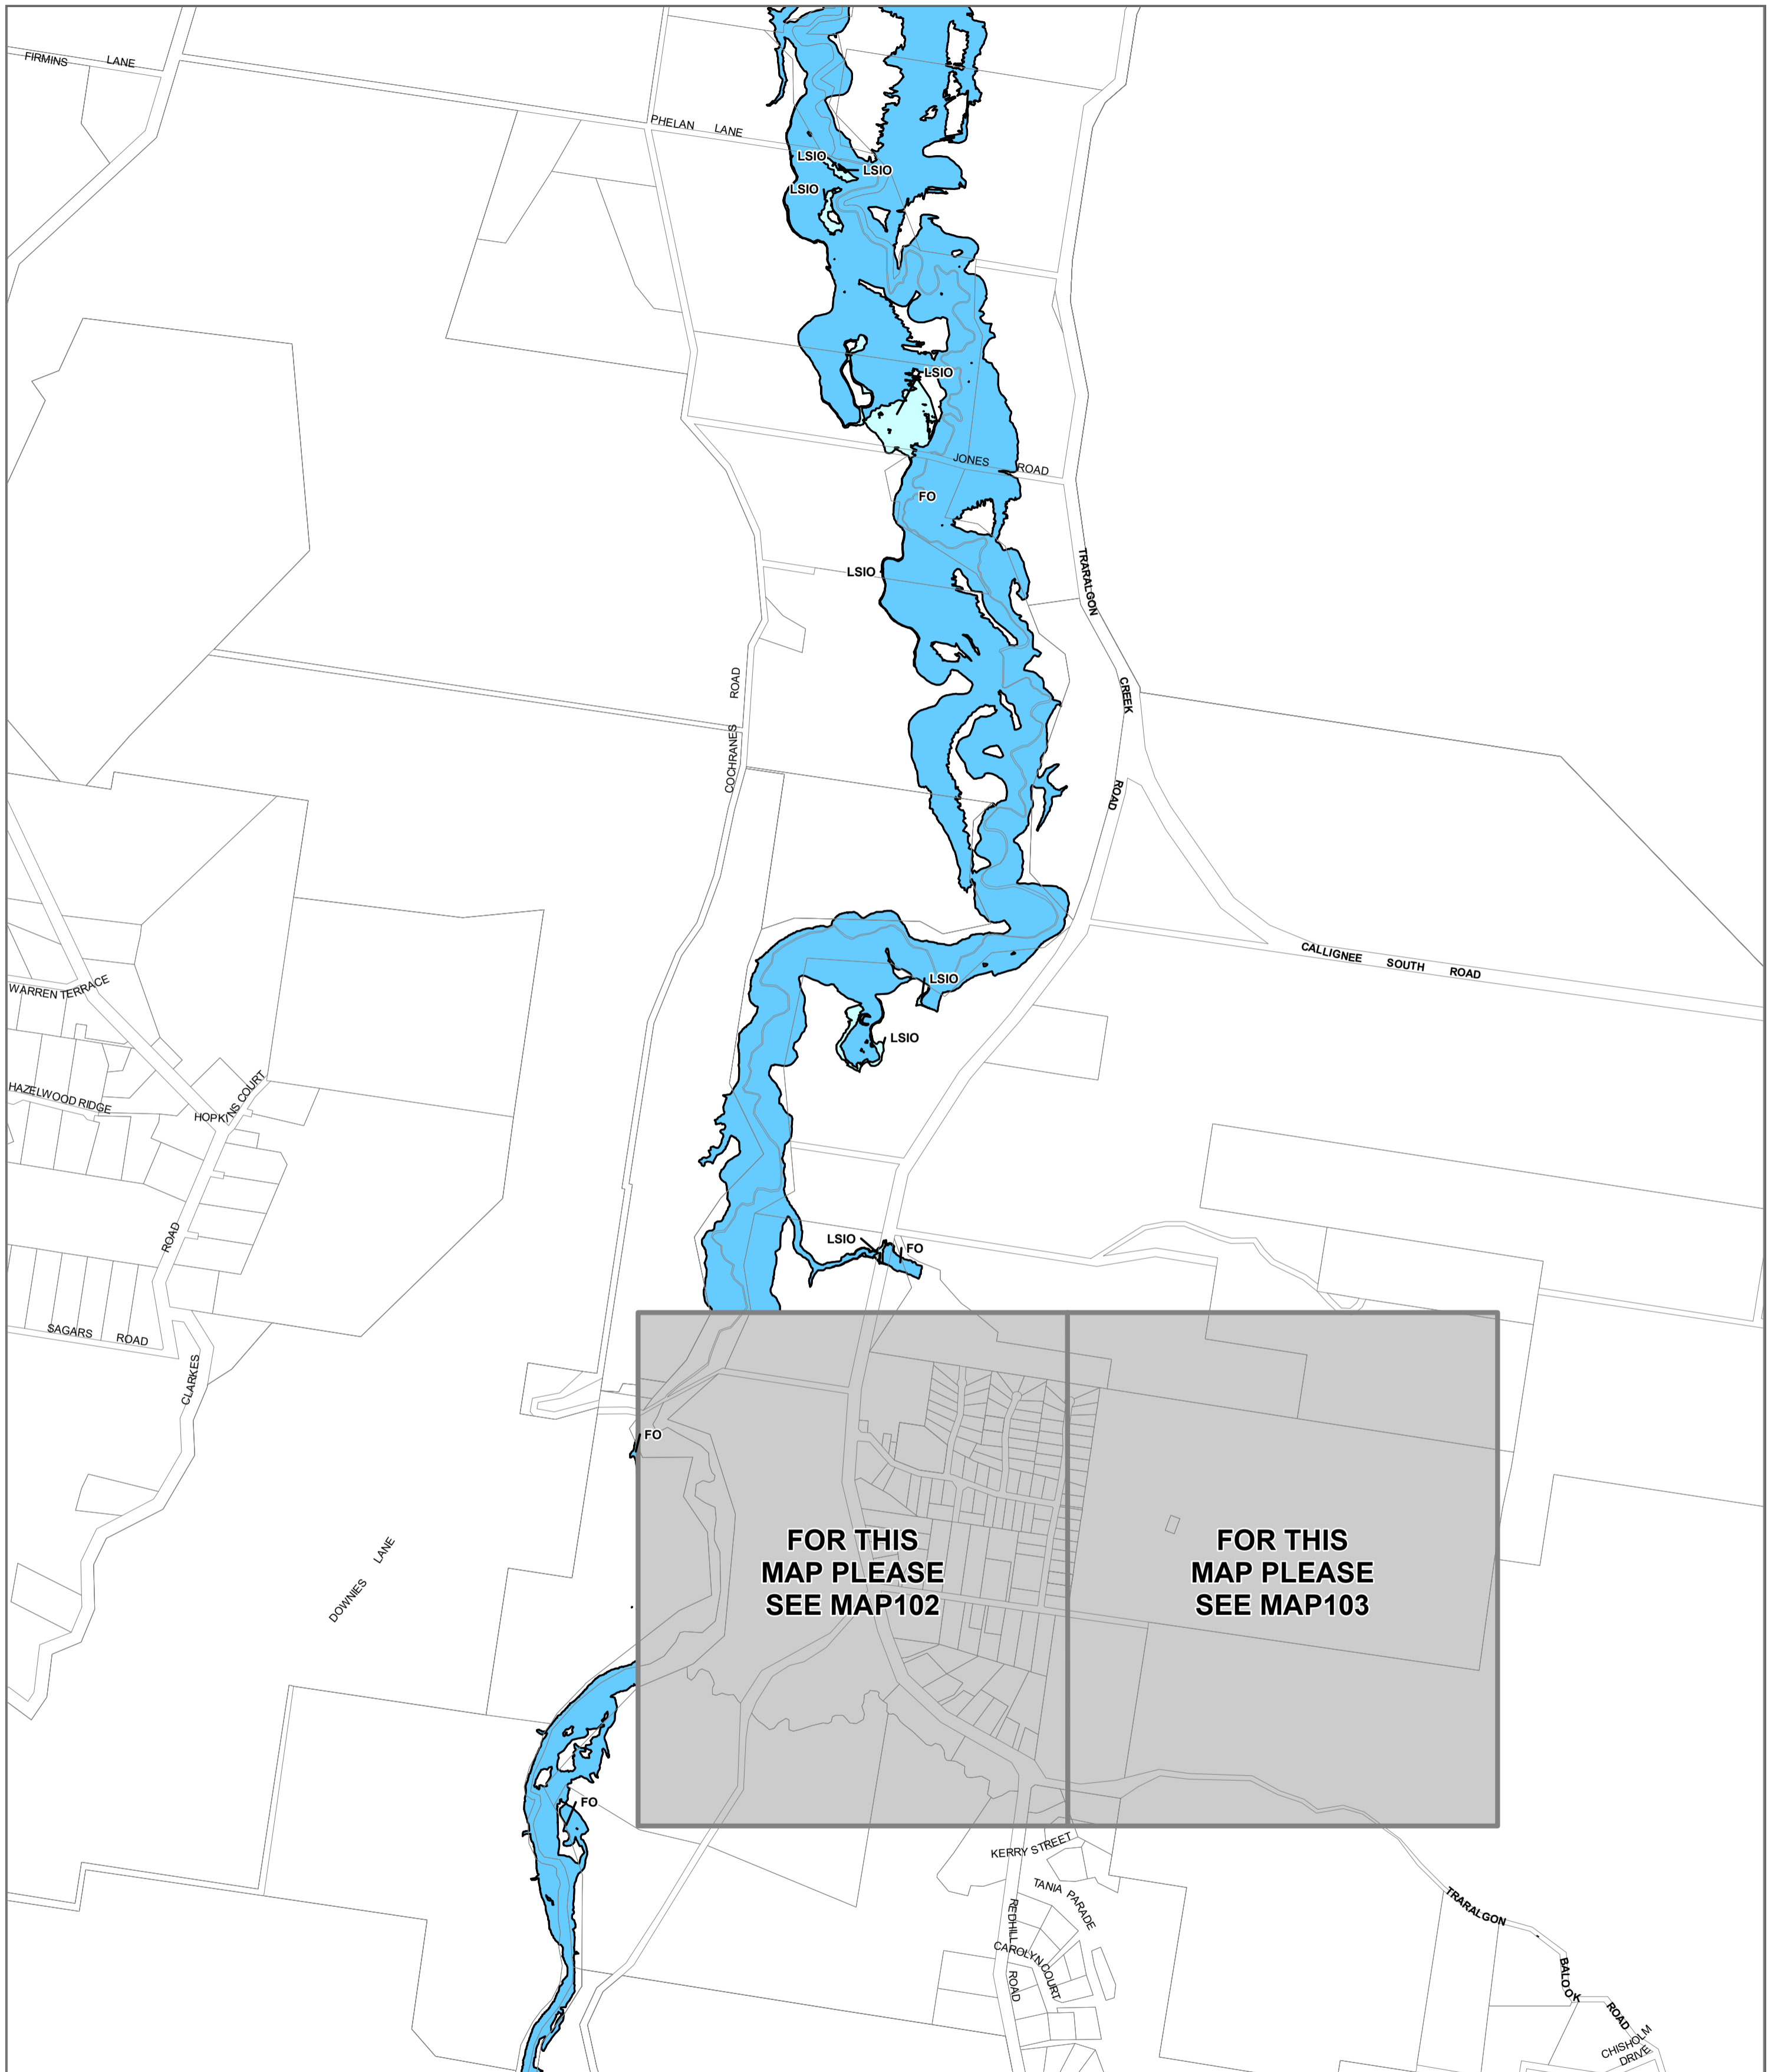 FIRMINS LANE
PHELAN LANE
LSIO
LSIO
LSIO
LSIO
JONES ROAD
FO
LSIO
TRARALGON
CREEK
ROAD
COCHRANES ROAD
CALLIGNEE SOUTH ROAD
WARREN TERRACE
LSIO
LSIO
HAZELWOOD RIDGE
HOPKINS COURT
ROAD
LSIO
FO
SAGARS ROAD
CLARKES
FO
FOR THIS
MAP PLEASE
SEE MAP102
FOR THIS
MAP PLEASE
SEE MAP103
DOWNIES LANE
FO
KERRY STREET
TANIA PARADE
REDHILL
ROAD
CAROLYN COURT
TRARALGON
BALOOK
ROAD
CHISHOLM
DRIVE